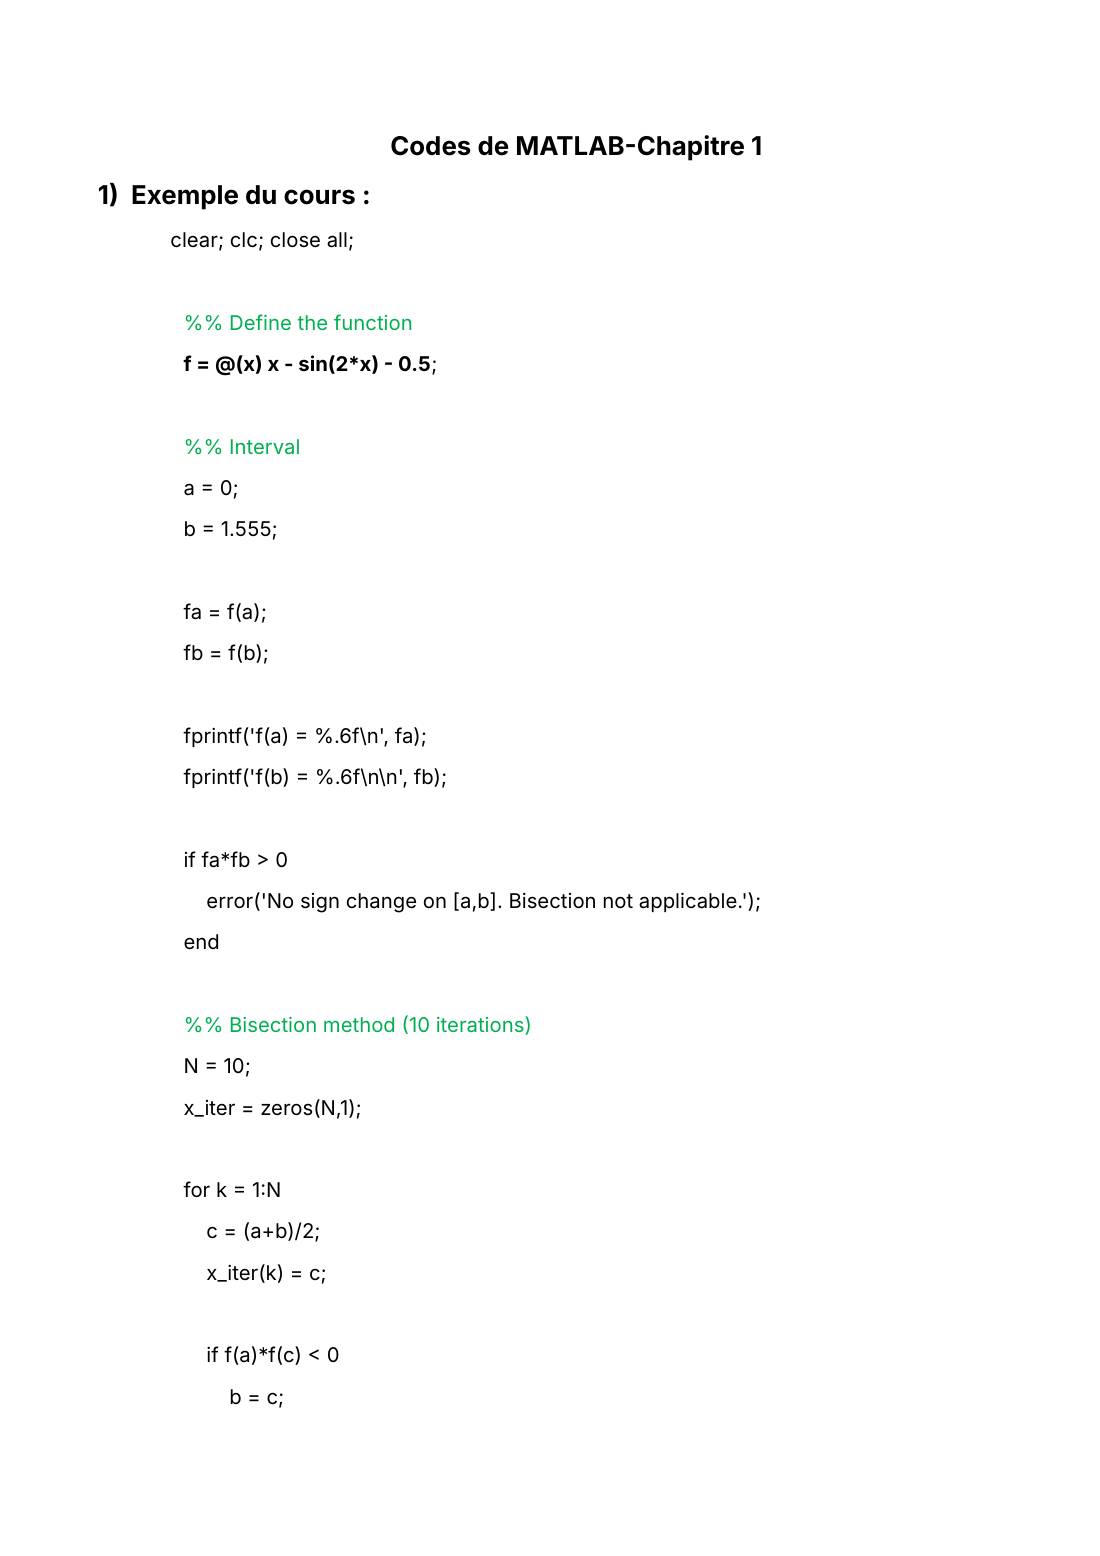 Codes de MATLAB-Chapitre 1
1) Exemple du cours :
clear; clc; close all;
%% Define the function
f = @(x) x - sin(2*x) - 0.5;
%% Interval
a = 0;
b = 1.555;
fa = f(a);
fb = f(b);
fprintf('f(a) = %.6f\n', fa);
fprintf('f(b) = %.6f\n\n', fb);
if fa*fb > 0
error('No sign change on [a,b]. Bisection not applicable.');
end
%% Bisection method (10 iterations)
N = 10;
x_iter = zeros(N,1);
for k = 1:N
c = (a+b)/2;
x_iter(k) = c;
if f(a)*f(c) < 0
b = c;